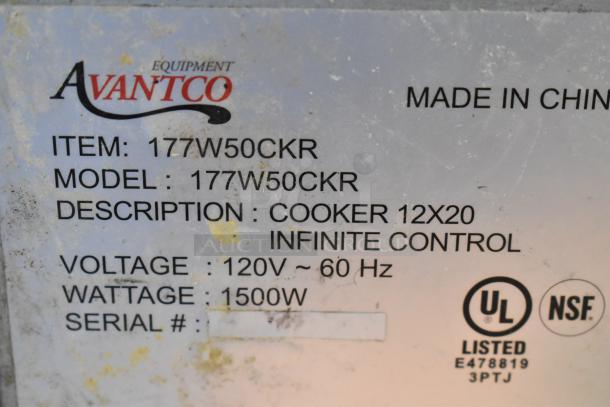 EQUIPMENT
AVANTCO
MADE IN CHIN
ITEM: 177W50CKR
MODEL : 177W50CKR
DESCRIPTION : COOKER 12X20
INFINITE CONTROL
VOLTAGE : 120V ~ 60 Hz
WATTAGE : 1500W
SERIAL # :
UL
NSF
LISTED
E478819
3PTJ